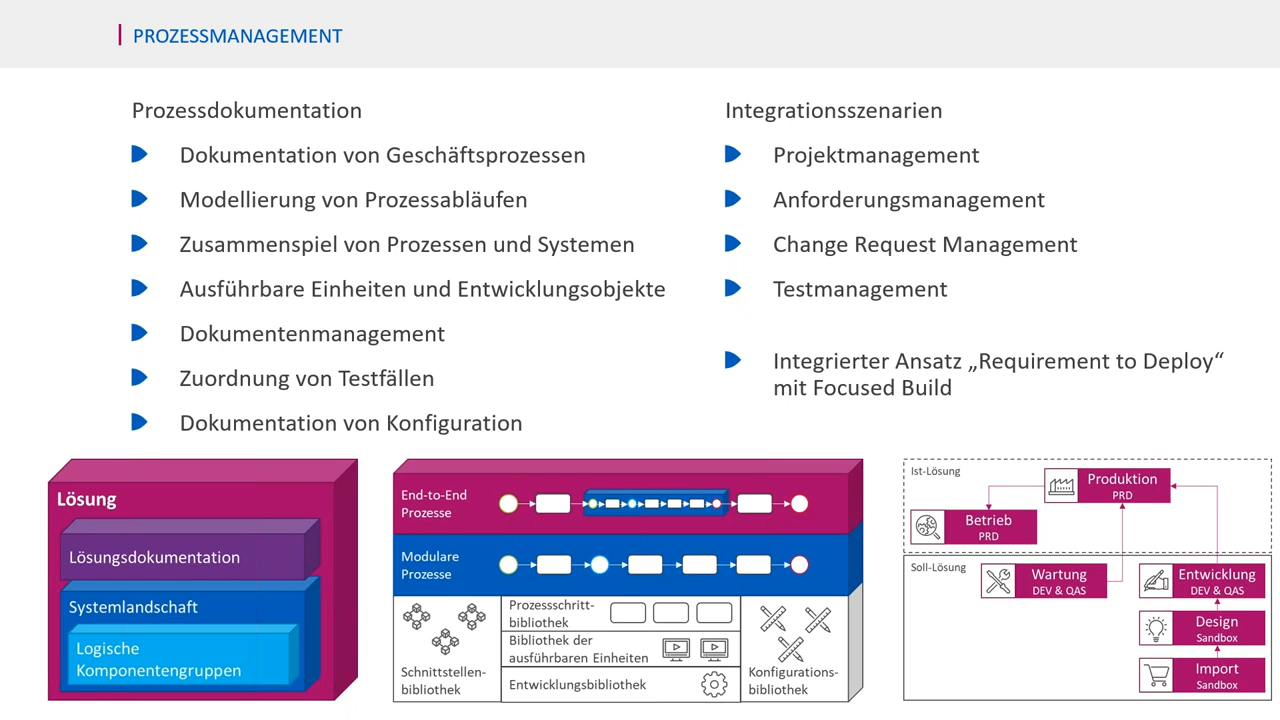 PROZESSMANAGEMENT
Prozessdokumentation
Dokumentation von Geschäftsprozessen
Modellierung von Prozessabläufen
Zusammenspiel von Prozessen und Systemen
Ausführbare Einheiten und Entwicklungsobjekte
Dokumentenmanagement
Zuordnung von Testfällen
Dokumentation von Konfiguration
Integrationsszenarien
Projektmanagement
Anforderungsmanagement
Change Request Management
Testmanagement
Integrierter Ansatz „Requirement to Deploy“
mit Focused Build
Lösung
Lösungsdokumentation
Systemlandschaft
Logische
Komponentengruppen
End-to-End
Prozesse
Modulare
Prozesse
Schnittstellen-
bibliothek
Prozessschritt-
bibliothek
Bibliothek der
ausführbaren Einheiten
Entwicklungsbibliothek
Konfigurations-
bibliothek
Ist-Lösung
Produktion
PRD
Betrieb
PRD
Soll-Lösung
Wartung
DEV & QAS
Entwicklung
DEV & QAS
Design
Sandbox
Import
Sandbox